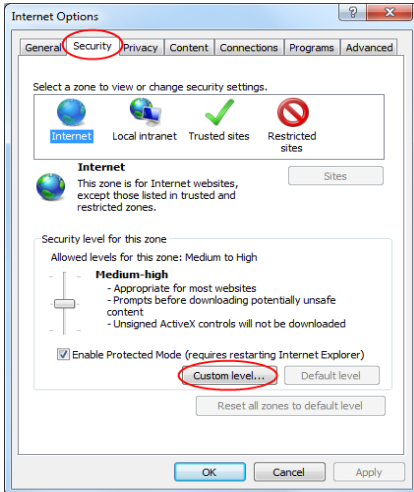 Internet Options
General Security Privacy Content Connections Programs Advanced
Select a zone to view or change security settings.
Internet Local intranet Trusted sites Restricted
sites
Internet
Sites
This zone is for Internet websites,
except those listed in trusted and
restricted zones.
Security level for this zone
Allowed levels for this zone: Medium to High
Medium-high
- Appropriate for most websites
- Prompts before downloading potentially unsafe
content
- Unsigned ActiveX controls will not be downloaded
Enable Protected Mode (requires restarting Internet Explorer)
Custom level... Default level
Reset all zones to default level
OK Cancel Apply